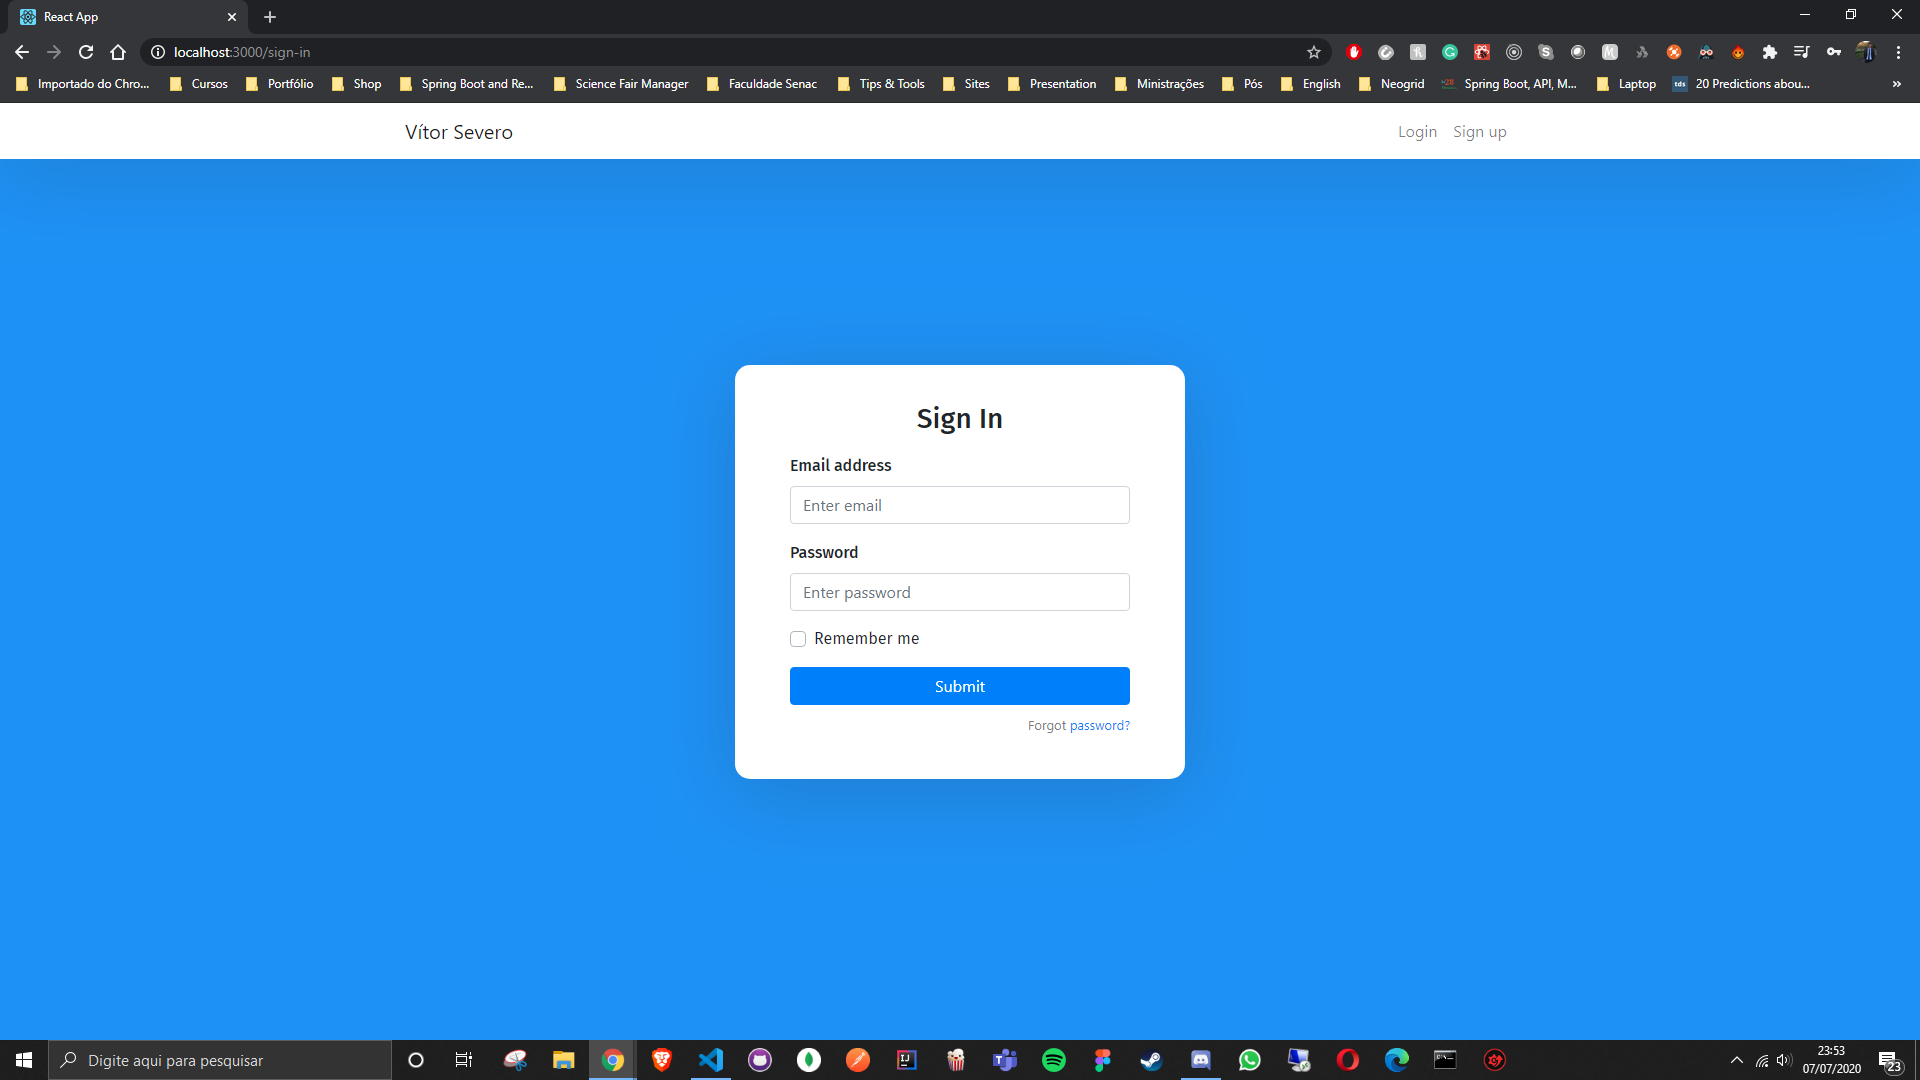 React App
localhost:3000/sign-in
Importado do Chro... Cursos Portfólio Shop Spring Boot and Re... Science Fair Manager Faculdade Senac Tips & Tools Sites Presentation Ministrações Pós English Neogrid Spring Boot, API, M... Laptop tds 20 Predictions abou... »
Vítor Severo Login Sign up
Sign In
Email address
Enter email
Password
Enter password
Remember me
Submit
Forgot password?
Digite aqui para pesquisar
23:53
07/07/2020
23